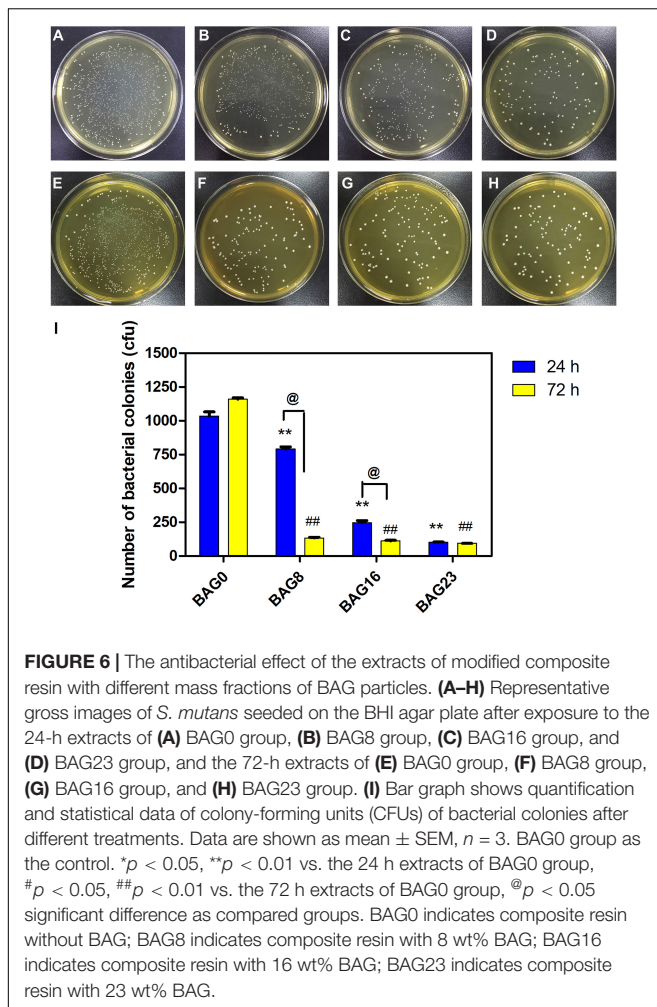 A
B
C
D
E
F
G
H
I
Number of bacterial colonies (cfu)
1500
1250
1000
750
500
250
0
@
**
##
@
**
##
**
##
24 h
72 h
BAG0
BAG8
BAG16
BAG23
FIGURE 6 | The antibacterial effect of the extracts of modified composite
resin with different mass fractions of BAG particles. (A–H) Representative
gross images of S. mutans seeded on the BHI agar plate after exposure to the
24-h extracts of (A) BAG0 group, (B) BAG8 group, (C) BAG16 group, and
(D) BAG23 group, and the 72-h extracts of (E) BAG0 group, (F) BAG8 group,
(G) BAG16 group, and (H) BAG23 group. (I) Bar graph shows quantification
and statistical data of colony-forming units (CFUs) of bacterial colonies after
different treatments. Data are shown as mean ± SEM, n = 3. BAG0 group as
the control. *p < 0.05, **p < 0.01 vs. the 24 h extracts of BAG0 group,
#p < 0.05, ##p < 0.01 vs. the 72 h extracts of BAG0 group, @p < 0.05
significant difference as compared groups. BAG0 indicates composite resin
without BAG; BAG8 indicates composite resin with 8 wt% BAG; BAG16
indicates composite resin with 16 wt% BAG; BAG23 indicates composite
resin with 23 wt% BAG.